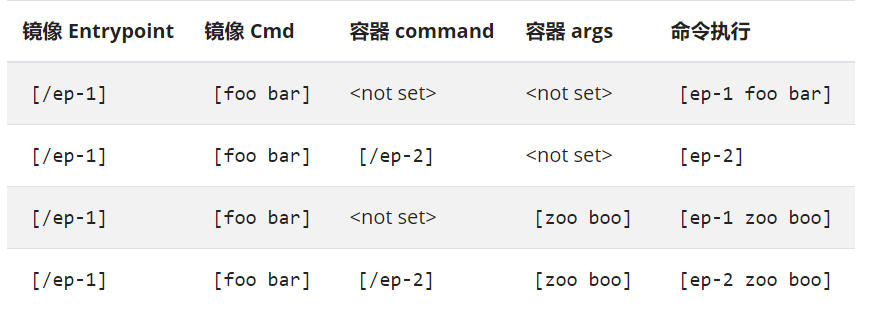 镜像 Entrypoint 镜像 Cmd 容器 command 容器 args 命令执行
[/ep-1] [foo bar] <not set> <not set> [ep-1 foo bar]
[/ep-1] [foo bar] [/ep-2] <not set> [ep-2]
[/ep-1] [foo bar] <not set> [zoo boo] [ep-1 zoo boo]
[/ep-1] [foo bar] [/ep-2] [zoo boo] [ep-2 zoo boo]